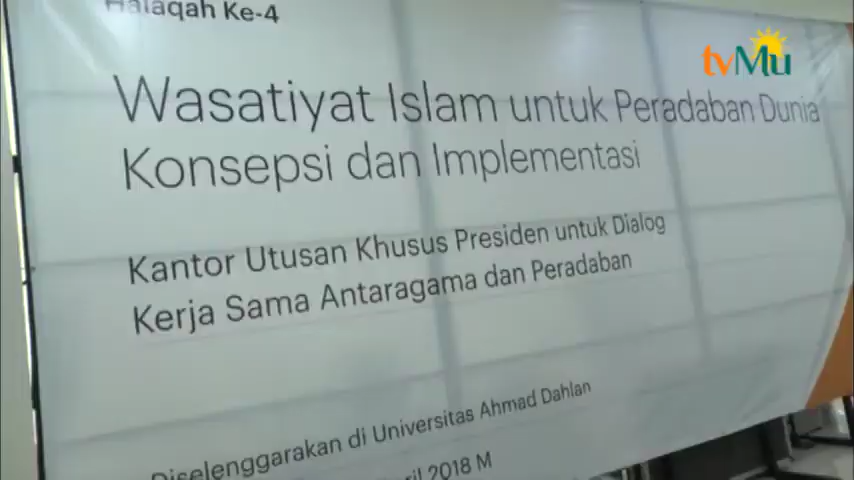 Halaqah Ke-4
tvMu
Wasatiyat Islam untuk Peradaban Dunia
Konsepsi dan Implementasi
Kantor Utusan Khusus Presiden untuk Dialog
Kerja Sama Antaragama dan Peradaban
Diselenggarakan di Universitas Ahmad Dahlan
2018 M